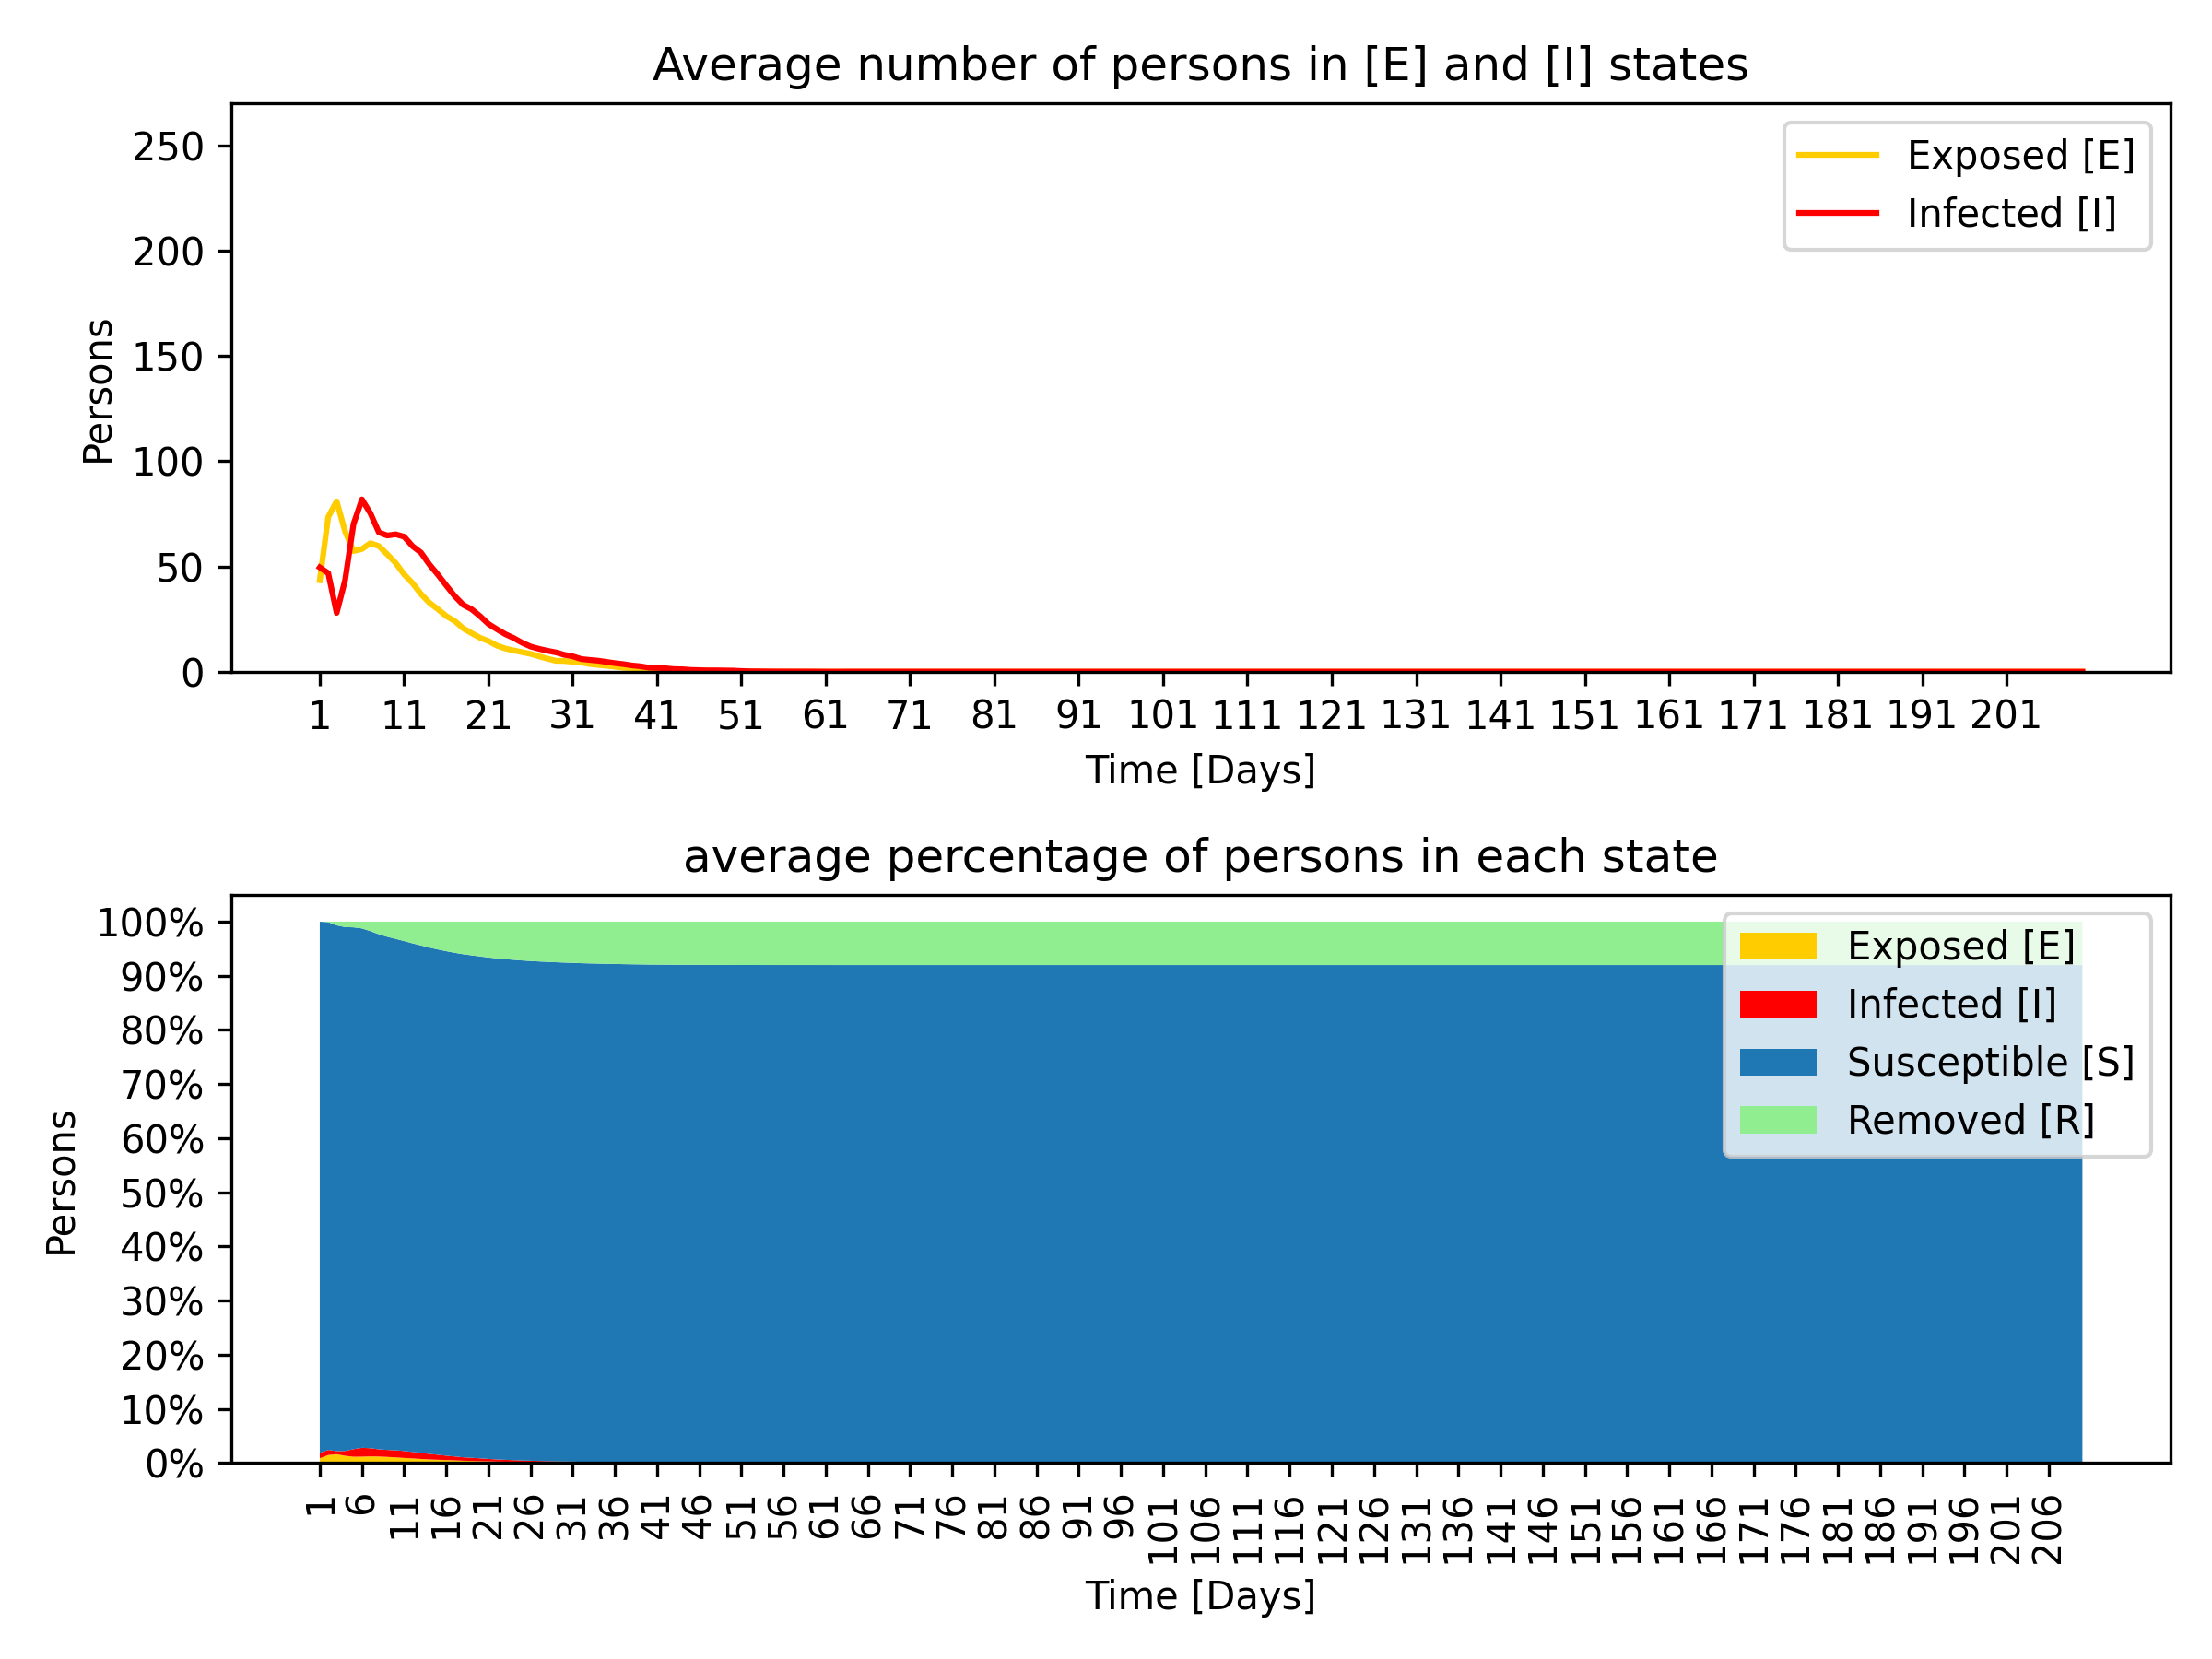 Average number of persons in [E] and [I] states
250
200
150
100
50
0
Persons
Exposed [E]
Infected [I]
1 11 21 31 41 51 61 71 81 91 101 111 121 131 141 151 161 171 181 191 201
Time [Days]
average percentage of persons in each state
100%
90%
80%
70%
60%
50%
40%
30%
20%
10%
0%
Persons
Exposed [E]
Infected [I]
Susceptible [S]
Removed [R]
1 6 11 16 21 26 31 36 41 46 51 56 61 66 71 76 81 86 91 96 101 106 111 116 121 126 131 136 141 146 151 156 161 166 171 176 181 186 191 196 201 206
Time [Days]